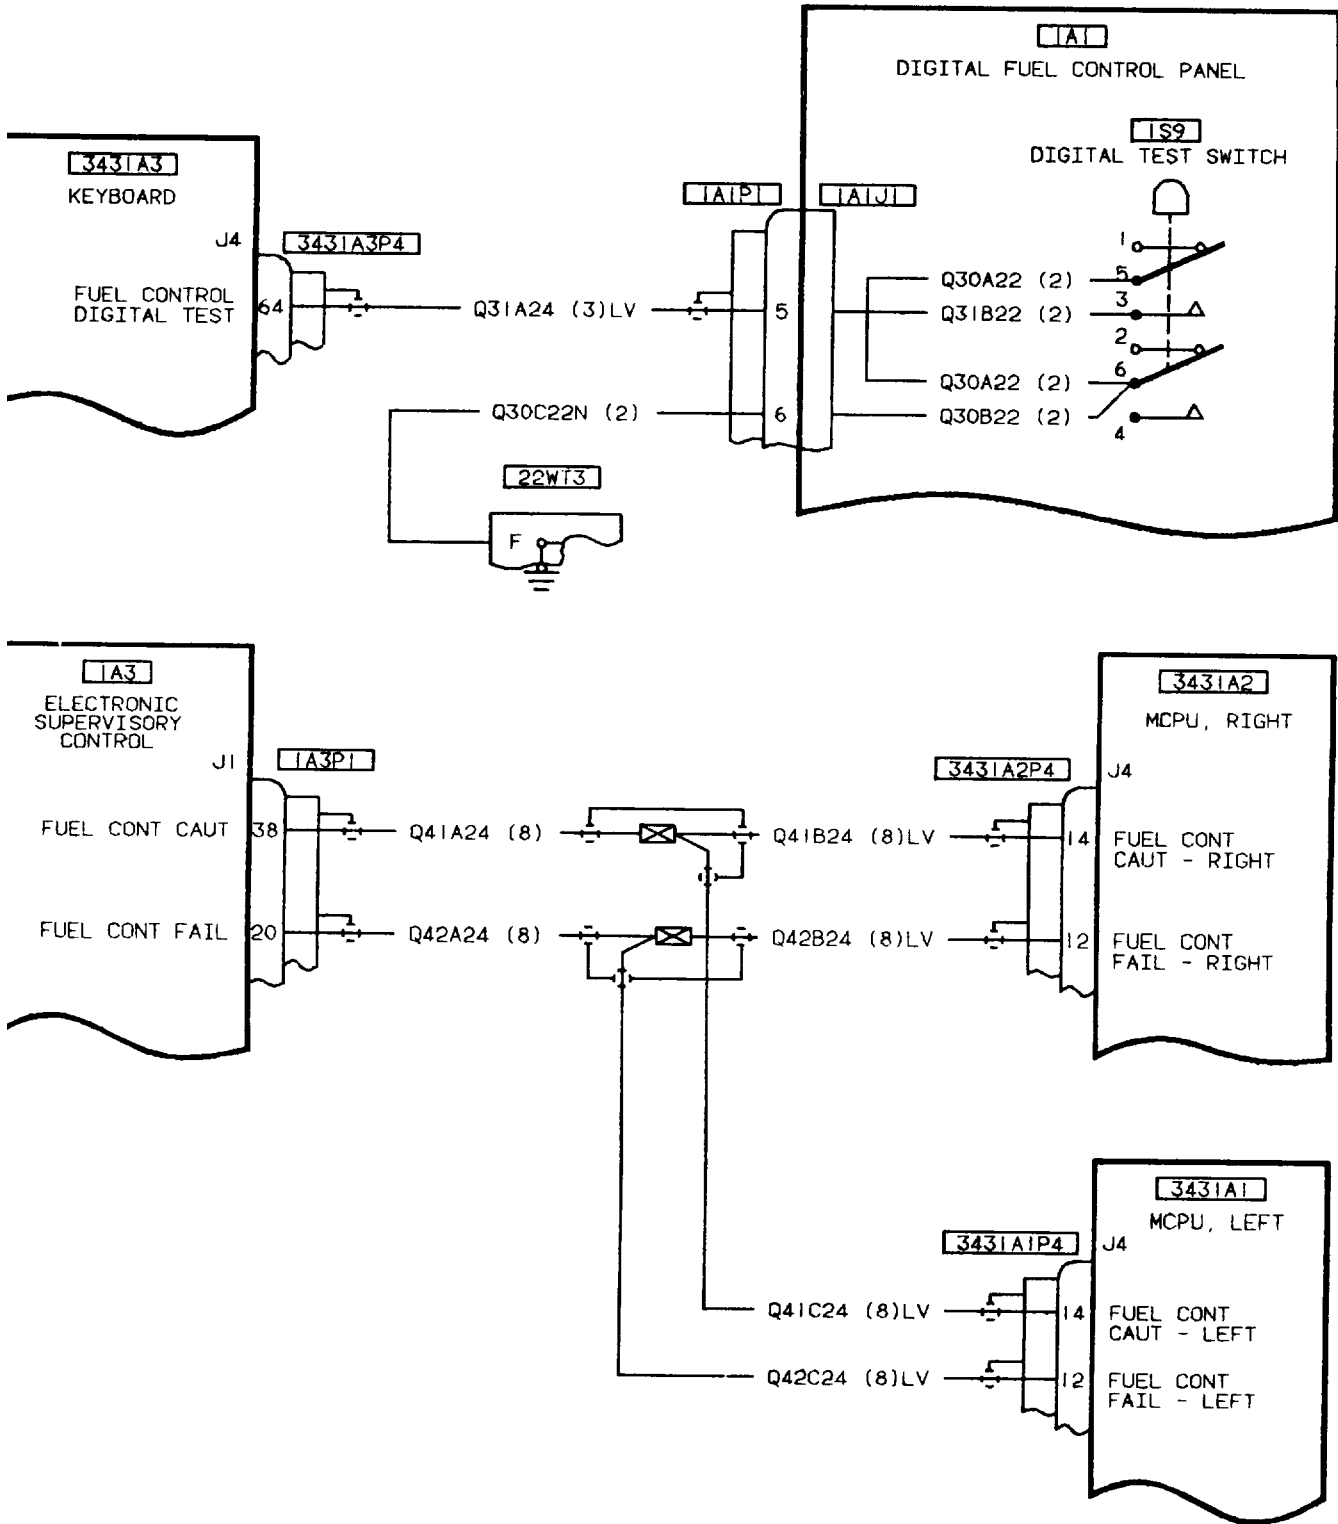 1A1
DIGITAL FUEL CONTROL PANEL
1S9
DIGITAL TEST SWITCH
3431A3
KEYBOARD
J4
3431A3P4
FUEL CONTROL
DIGITAL TEST
64
Q31A24 (3)LV
1A1P1
1A1J1
5
Q30A22 (2)
Q31B22 (2)
Q30A22 (2)
Q30B22 (2)
1
5
3
2
6
4
Q30C22N (2)
6
22WT3
F
1A3
ELECTRONIC
SUPERVISORY
CONTROL
J1
1A3P1
FUEL CONT CAUT
38
Q41A24 (8)
Q41B24 (8)LV
FUEL CONT FAIL
20
Q42A24 (8)
Q42B24 (8)LV
3431A2
MCPU, RIGHT
3431A2P4
J4
14
FUEL CONT
CAUT - RIGHT
12
FUEL CONT
FAIL - RIGHT
3431A1
MCPU, LEFT
3431A1P4
J4
Q41C24 (8)LV
14
FUEL CONT
CAUT - LEFT
Q42C24 (8)LV
12
FUEL CONT
FAIL - LEFT